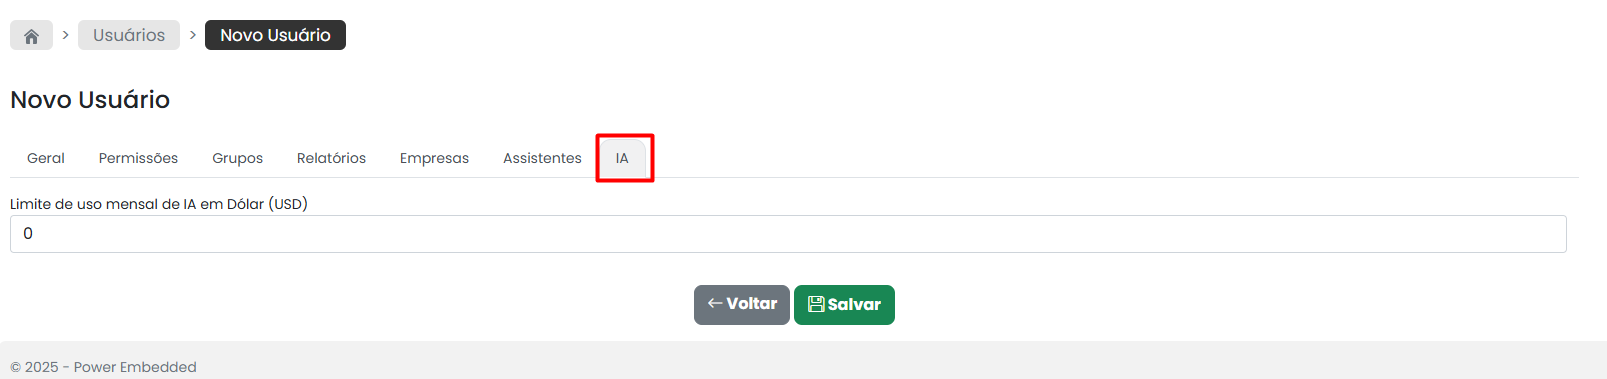 > Usuários > Novo Usuário
Novo Usuário
Geral Permissões Grupos Relatórios Empresas Assistentes IA
Limite de uso mensal de IA em Dólar (USD)
0
← Voltar Salvar
© 2025 - Power Embedded